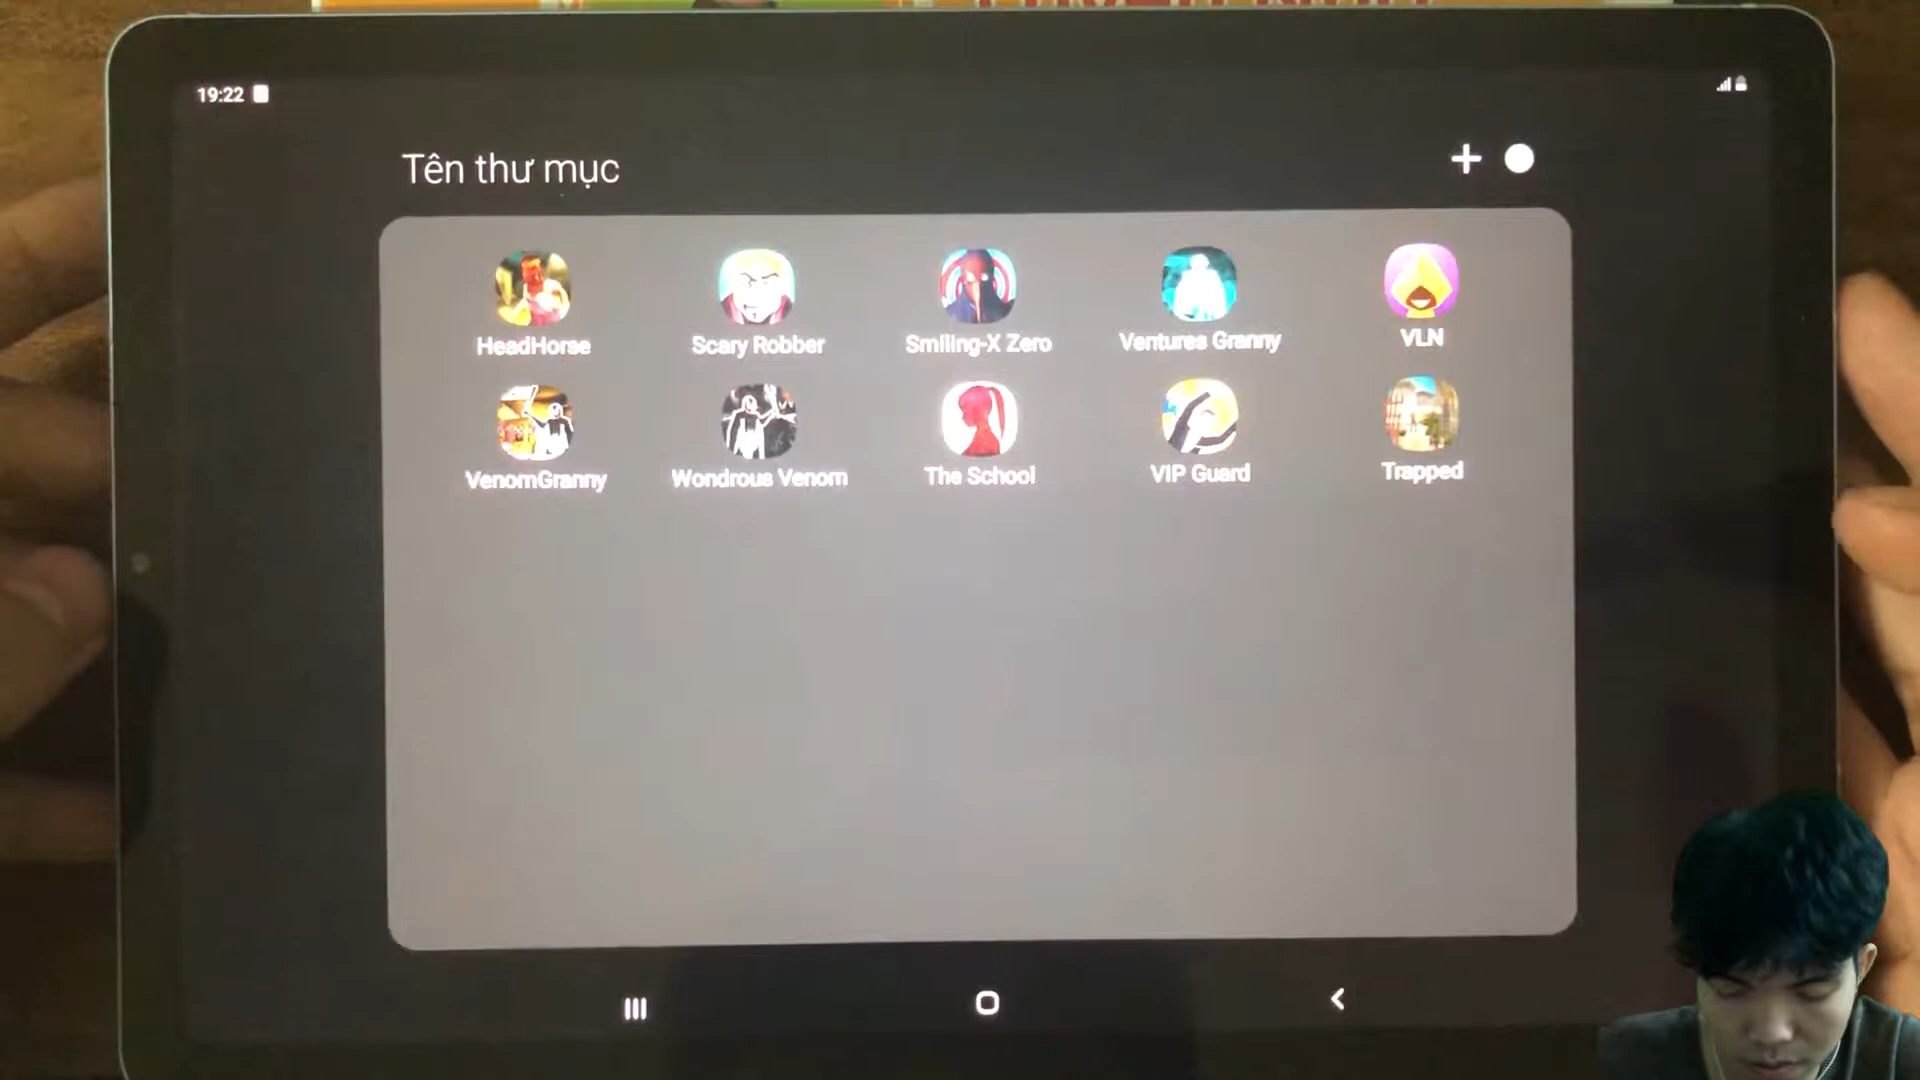 19:22
Tên thư mục
HeadHorse
Scary Robber
Smiling-X Zero
Ventures Granny
VLN
VenomGranny
Wondrous Venom
The School
VIP Guard
Trapped